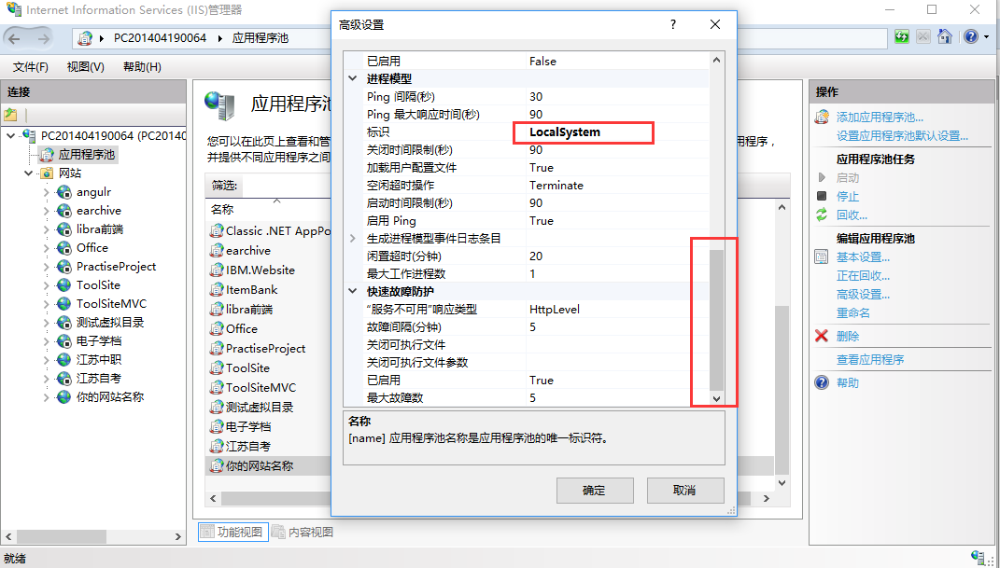 Internet Information Services (IIS)管理器
PC201404190064
应用程序池
文件(F)
视图(V)
帮助(H)
连接
PC201404190064 (PC20140
应用程序池
网站
angulr
earchive
libra前端
Office
PractiseProject
ToolSite
ToolSiteMVC
测试虚拟目录
电子学档
江苏中职
江苏自考
你的网站名称
应用程序池
您可以在此页上查看和管
用程序，
并提供不同应用程序之间
筛选:
名称
Classic .NET AppPo
earchive
IBM.Website
ItemBank
libra前端
Office
PractiseProject
ToolSite
ToolSiteMVC
测试虚拟目录
电子学档
江苏自考
你的网站名称
功能视图
内容视图
高级设置
?
已启用 False
进程模型
Ping 间隔(秒) 30
Ping 最大响应时间(秒) 90
标识 LocalSystem
关闭时间限制(秒) 90
加载用户配置文件 True
空闲超时操作 Terminate
启动时间限制(秒) 90
启用 Ping True
生成进程模型事件日志条目
闲置超时(分钟) 20
最大工作进程数 1
快速故障防护
“服务不可用”响应类型 HttpLevel
故障间隔(分钟) 5
关闭可执行文件
关闭可执行文件参数
已启用 True
最大故障数 5
名称
[name] 应用程序池名称是应用程序池的唯一标识符。
确定
取消
操作
添加应用程序池...
设置应用程序池默认设置...
应用程序池任务
启动
停止
回收...
编辑应用程序池
基本设置...
正在回收...
高级设置...
重命名
删除
查看应用程序
帮助
就绪